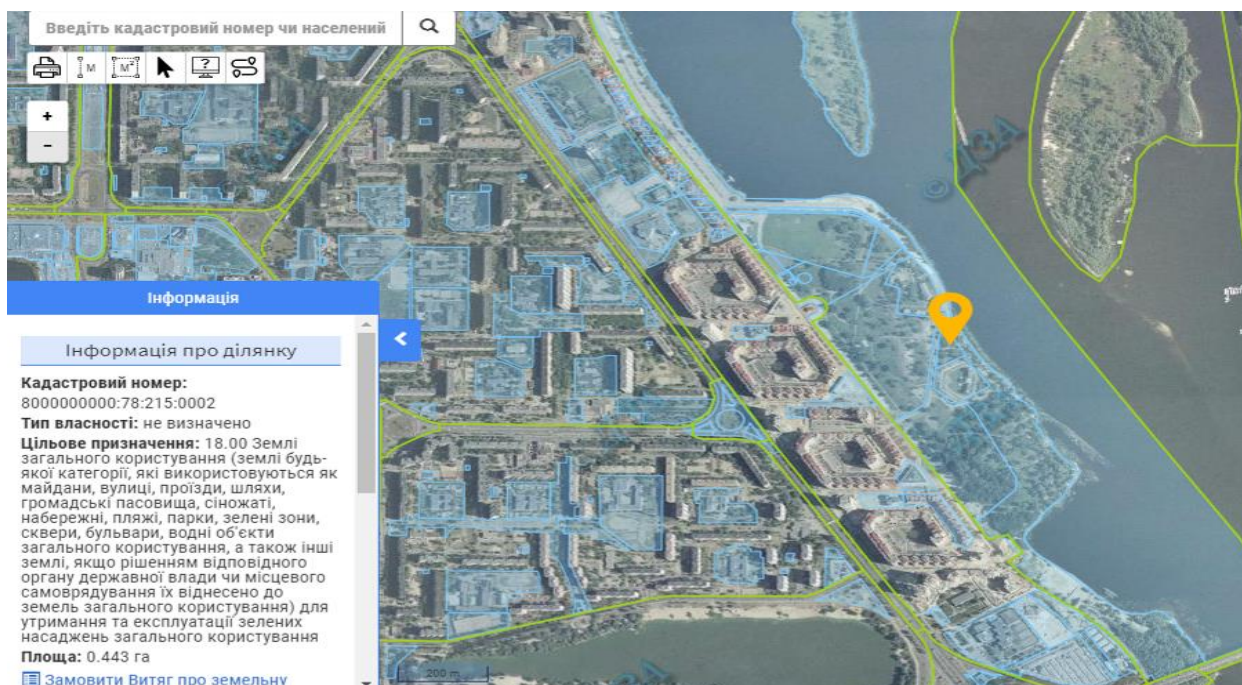 Введіть кадастровий номер чи населений
М
М²
?
+
-
© ДЗА
Інформація
Інформація про ділянку
Кадастровий номер:
8000000000:78:215:0002
Тип власності: не визначено
Цільове призначення: 18.00 Землі
загального користування (землі будь-
якої категорії, які використовуються як
майдани, вулиці, проїзди, шляхи,
громадські пасовища, сіножаті,
набережні, пляжі, парки, зелені зони,
сквери, бульвари, водні об'єкти
загального користування, а також інші
землі, якщо рішенням відповідного
органу державної влади чи місцевого
самоврядування їх віднесено до
земель загального користування) для
утримання та експлуатації зелених
насаджень загального користування
Площа: 0.443 га
Замовити Витяг про земельну
200 m